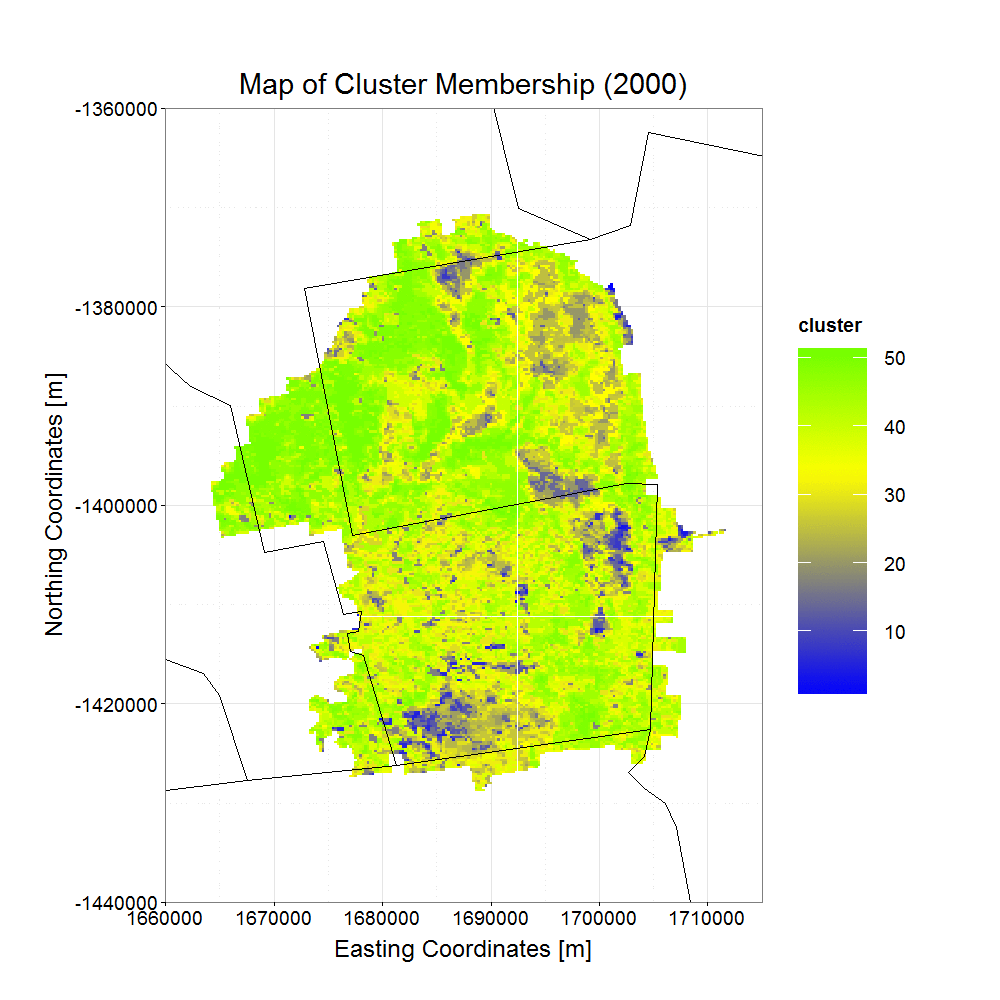 Map of Cluster Membership (2000)
-1360000
-1380000
-1400000
-1420000
-1440000
Northing Coordinates [m]
1660000 1670000 1680000 1690000 1700000 1710000
Easting Coordinates [m]
cluster
50
40
30
20
10